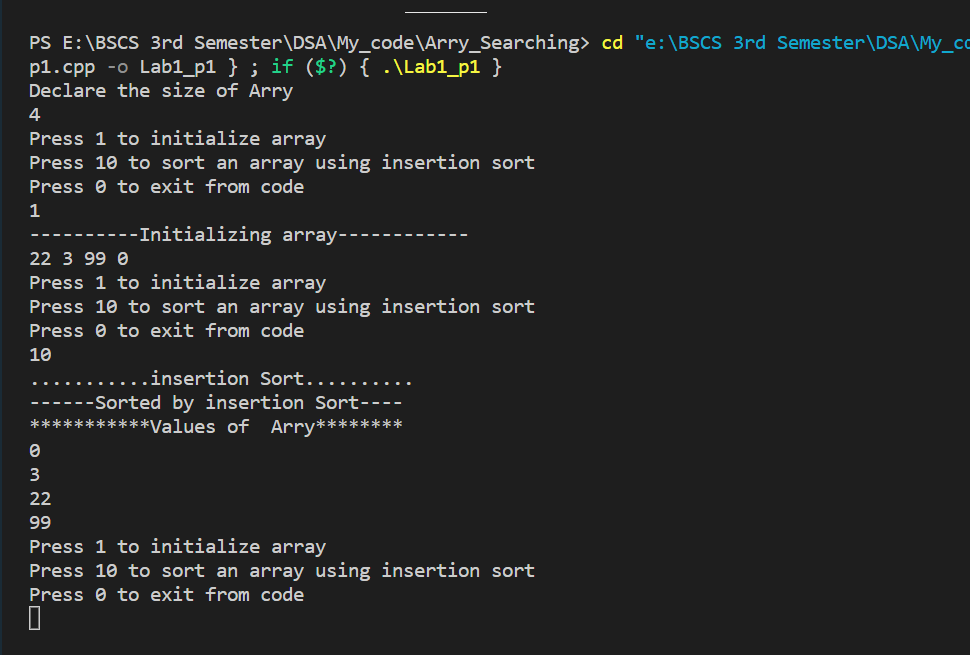 PS E:\BSCS 3rd Semester\DSA\My_code\Arry_Searching> cd "e:\BSCS 3rd Semester\DSA\My_co
p1.cpp -o Lab1_p1 } ; if ($?) { .\Lab1_p1 }
Declare the size of Arry
4
Press 1 to initialize array
Press 10 to sort an array using insertion sort
Press 0 to exit from code
1
----------Initializing array------------
22 3 99 0
Press 1 to initialize array
Press 10 to sort an array using insertion sort
Press 0 to exit from code
10
...........insertion Sort..........
------Sorted by insertion Sort----
***********Values of  Arry********
0
3
22
99
Press 1 to initialize array
Press 10 to sort an array using insertion sort
Press 0 to exit from code